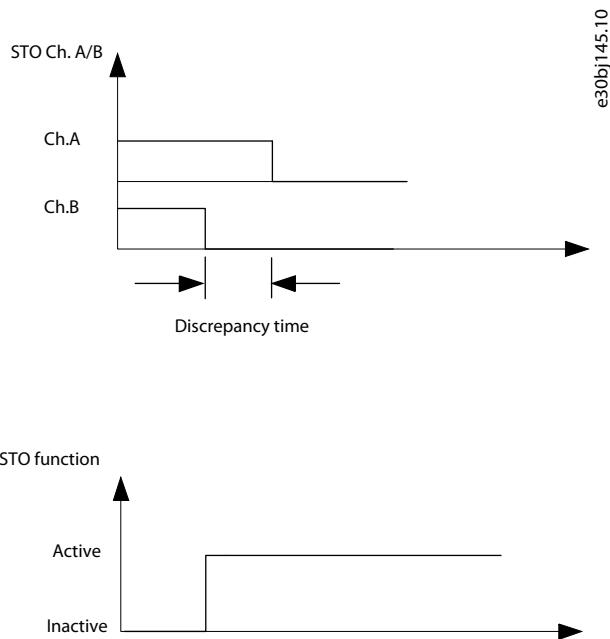 e30bj145.10
STO Ch. A/B
Ch.A
Ch.B
Discrepancy time
STO function
Active
Inactive